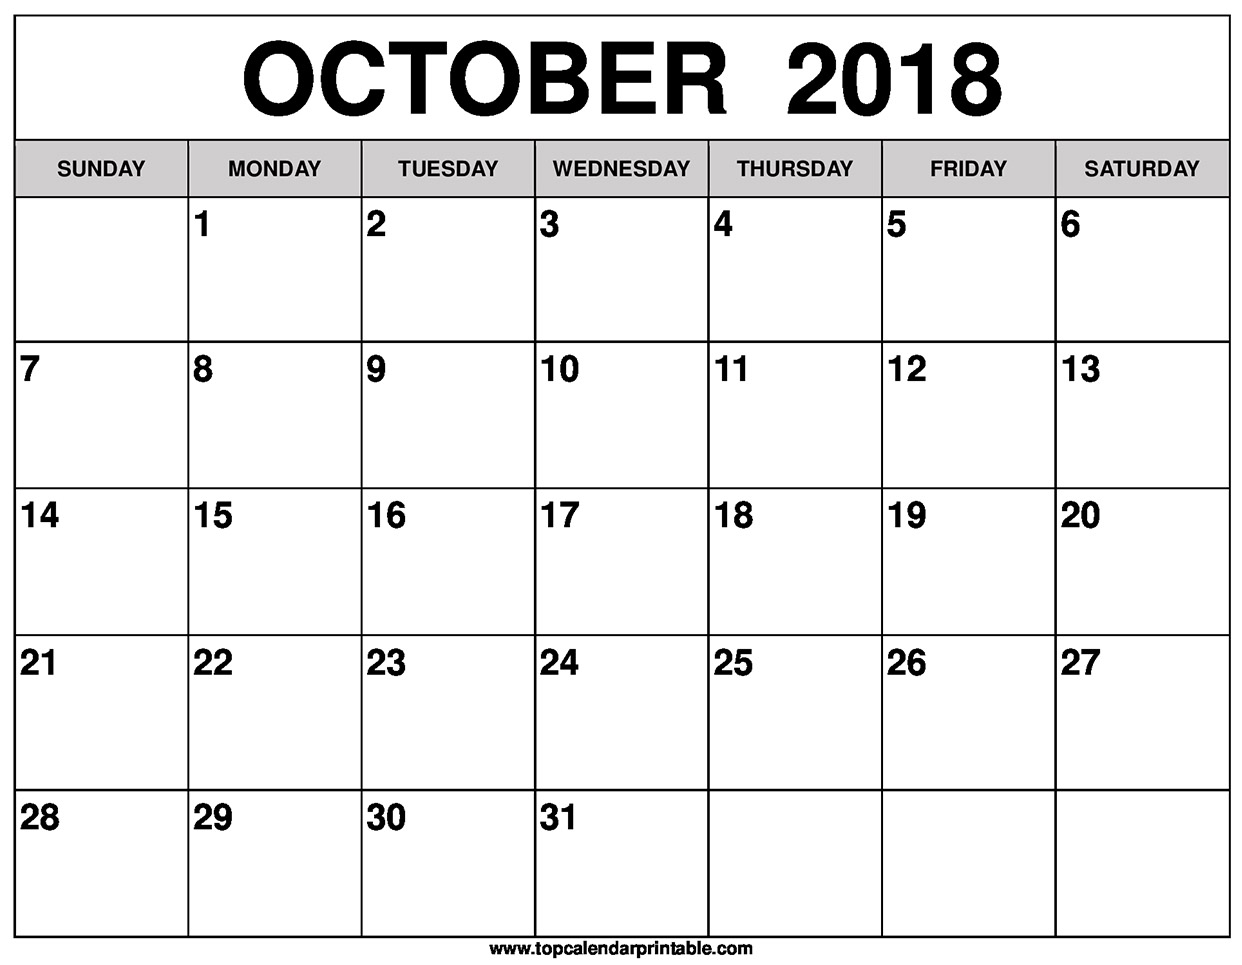 OCTOBER 2018
SUNDAY MONDAY TUESDAY WEDNESDAY THURSDAY FRIDAY SATURDAY
1 2 3 4 5 6
7 8 9 10 11 12 13
14 15 16 17 18 19 20
21 22 23 24 25 26 27
28 29 30 31
www.topcalendarprintable.com